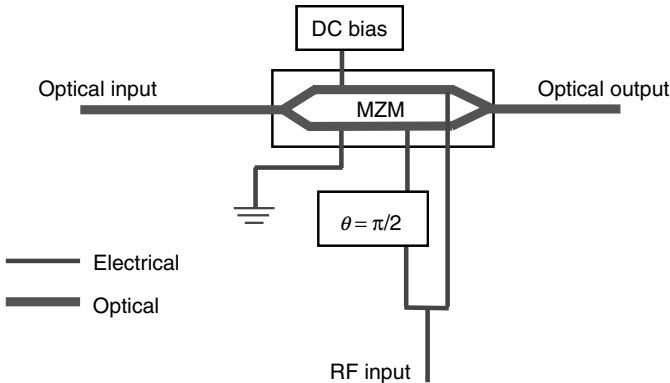 DC bias
Optical input
Optical output
MZM
θ = π/2
Electrical
Optical
RF input